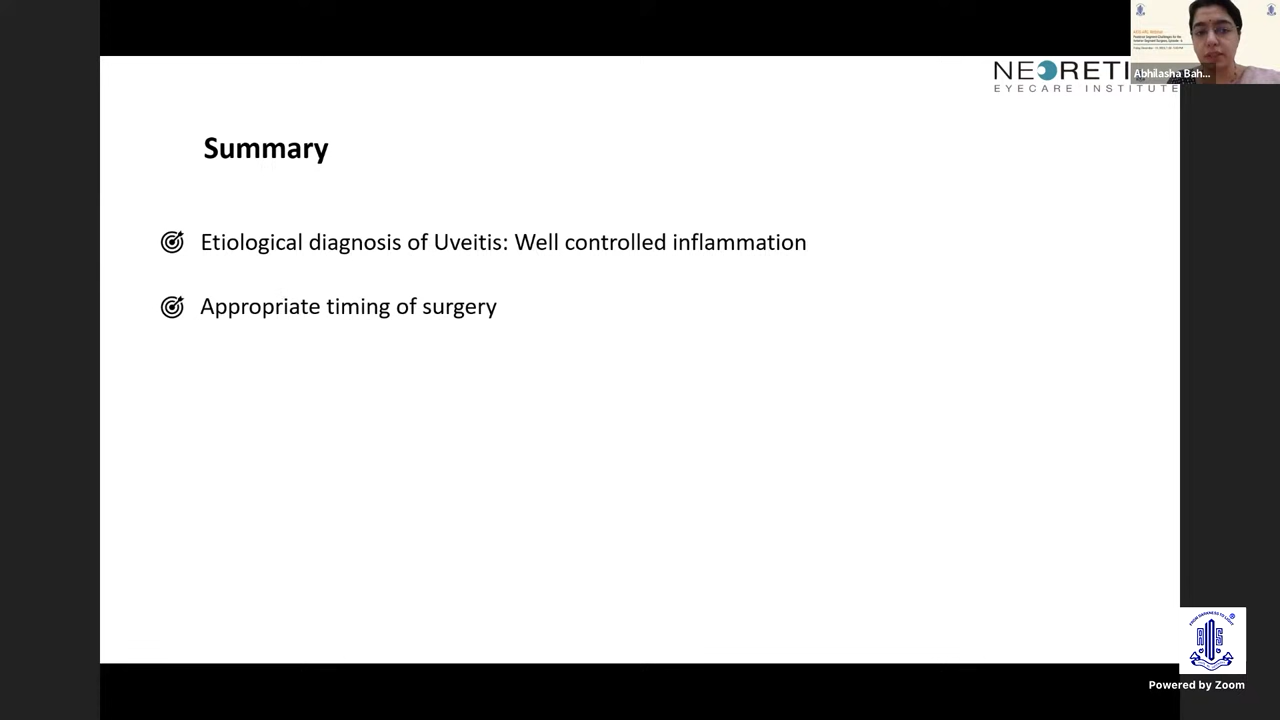 NEORETI
EYECARE INSTITUTE
Abhilasha Bah...
Summary
Etiological diagnosis of Uveitis: Well controlled inflammation
Appropriate timing of surgery
Powered by Zoom